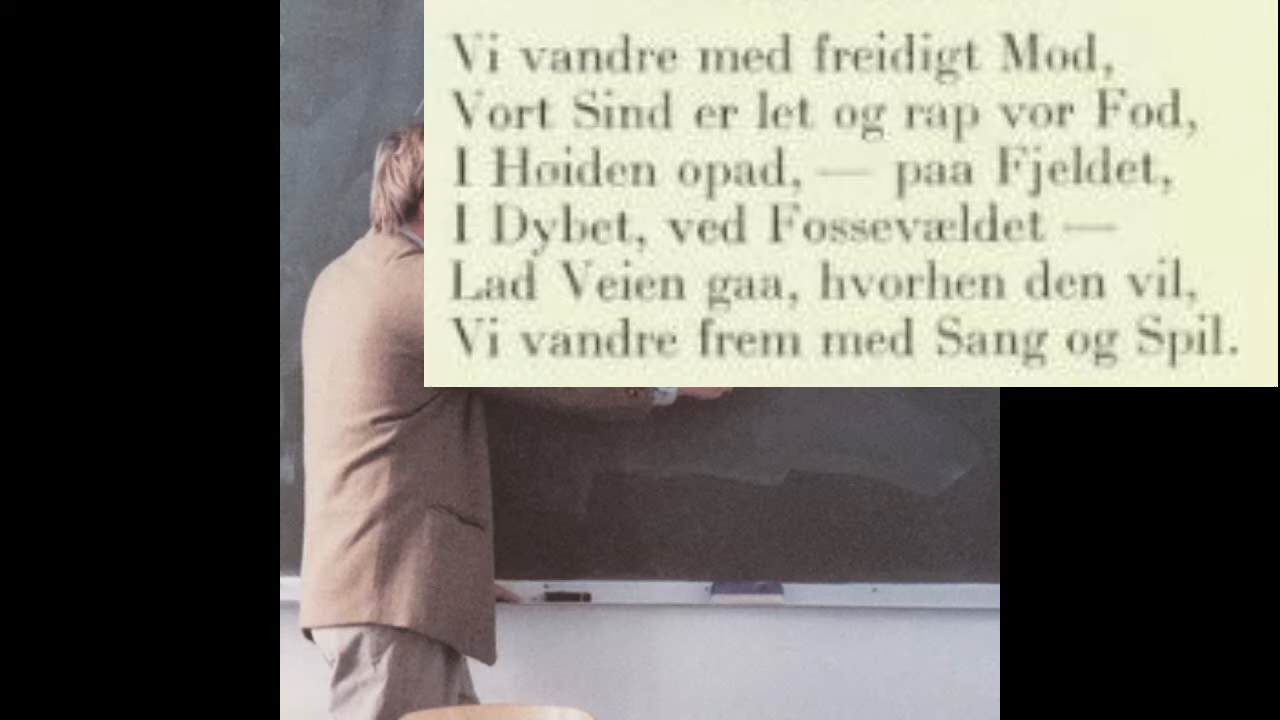 Vi vandre med freidigt Mod,
Vort Sind er let og rap vor Fod,
I Høiden opad, — paa Fjeldet,
I Dybet, ved Fossevældet —
Lad Veien gaa, hvorhen den vil,
Vi vandre frem med Sang og Spil.